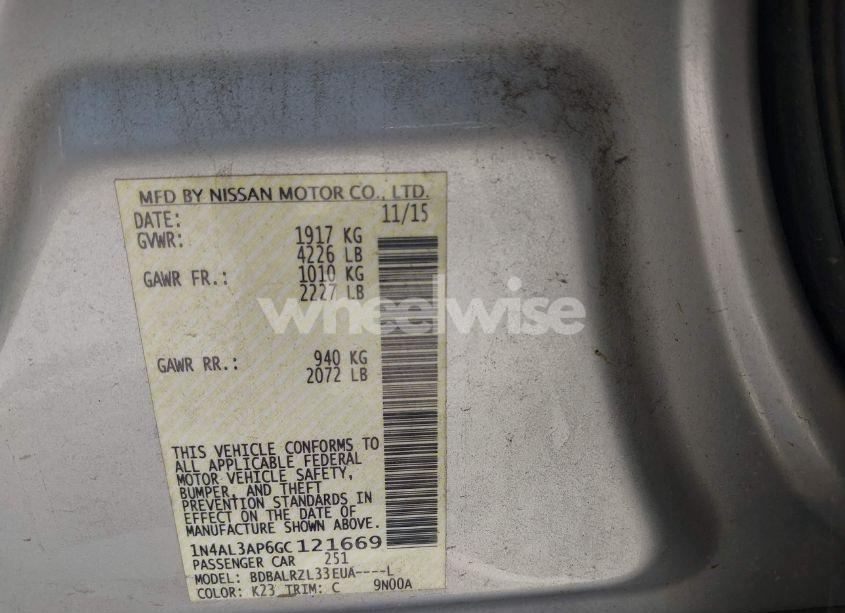 MFD BY NISSAN MOTOR CO., LTD.
DATE: 11/15
GVWR: 1917 KG
4226 LB
GAWR FR.: 1010 KG
2227 LB
wheelwise
GAWR RR.: 940 KG
2072 LB
THIS VEHICLE CONFORMS TO
ALL APPLICABLE FEDERAL
MOTOR VEHICLE SAFETY,
BUMPER, AND THEFT
PREVENTION STANDARDS IN
EFFECT ON THE DATE OF
MANUFACTURE SHOWN ABOVE.
1N4AL3AP6GC121669
PASSENGER CAR 251
MODEL: BDBALRZL33EUA----L
COLOR: K23 TRIM: C 9N00A